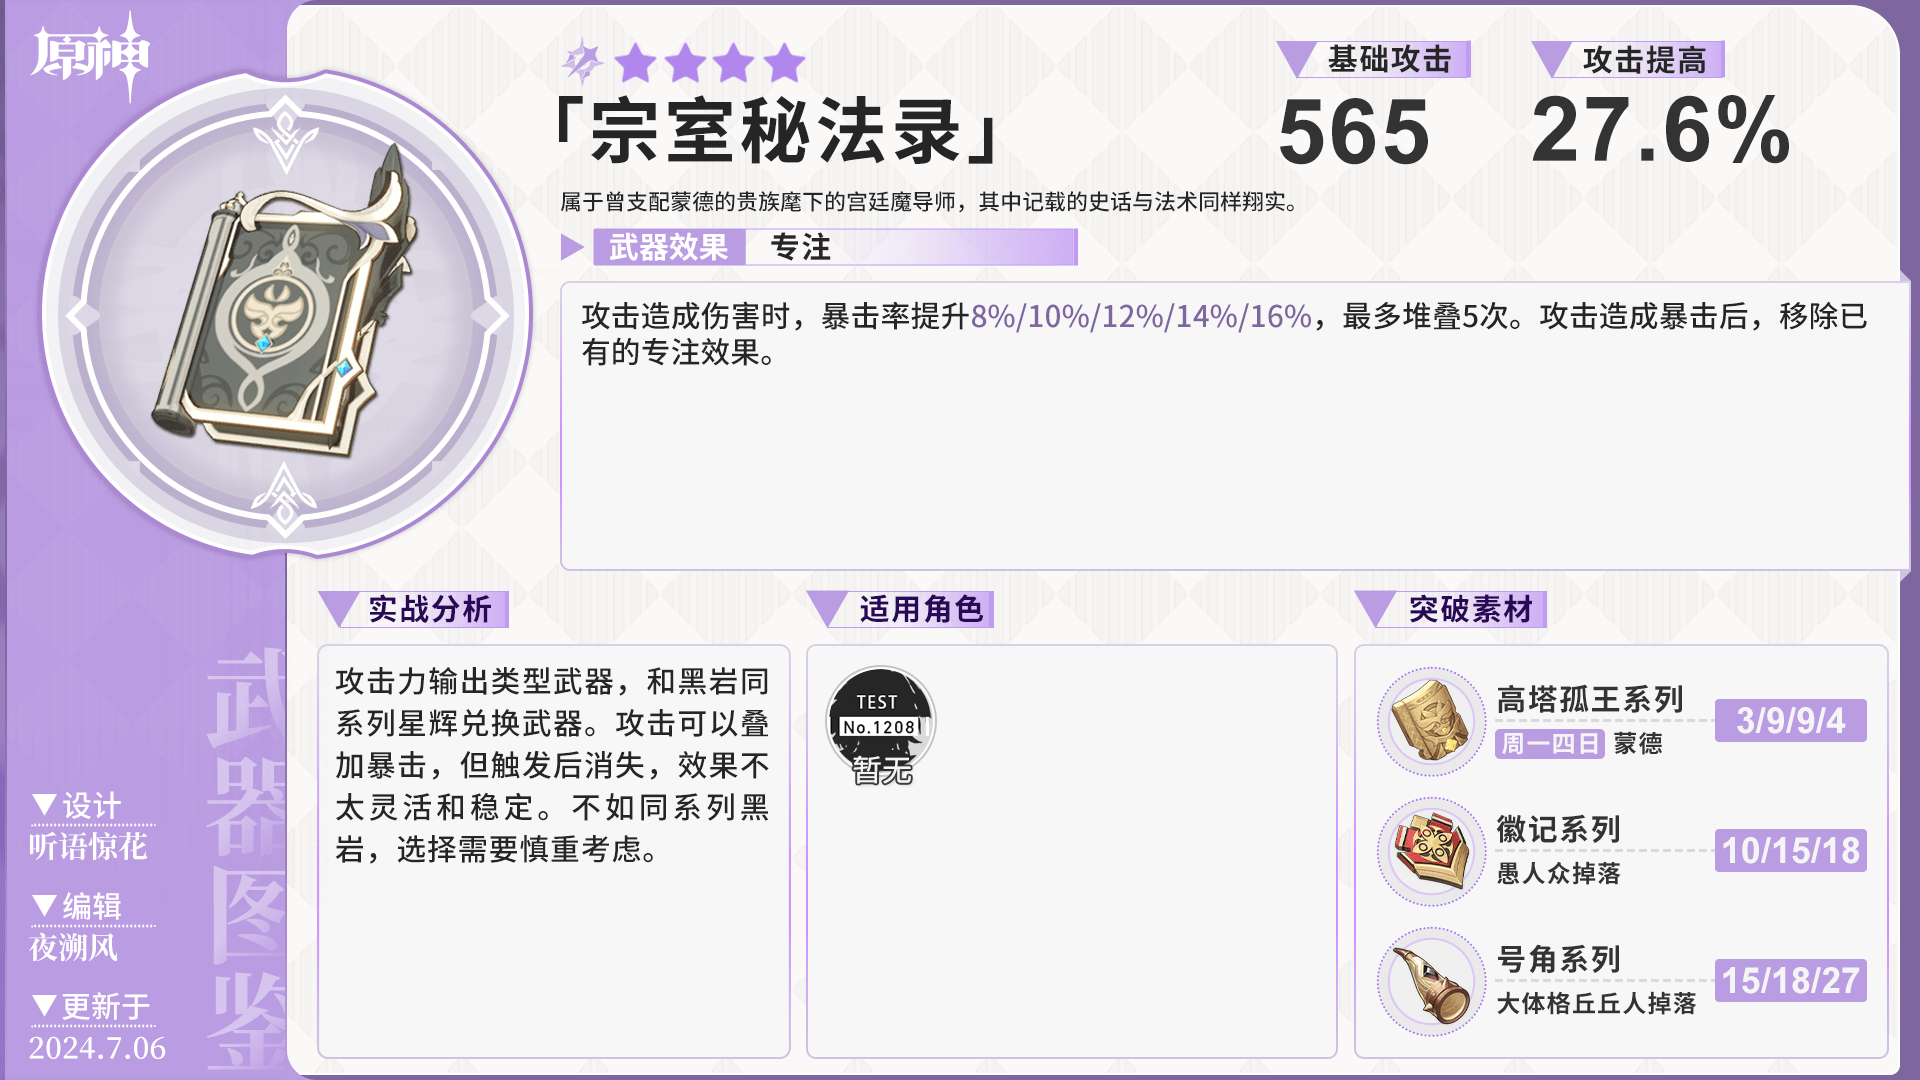 原神
「宗室秘法录」
基础攻击
565
攻击提高
27.6%
属于曾支配蒙德的贵族麾下的宫廷魔导师，其中记载的史话与法术同样翔实。
武器效果
专注
攻击造成伤害时，暴击率提升8%/10%/12%/14%/16%，最多堆叠5次。攻击造成暴击后，移除已
有的专注效果。
实战分析
攻击力输出类型武器，和黑岩同
系列星辉兑换武器。攻击可以叠
加暴击，但触发后消失，效果不
太灵活和稳定。不如同系列黑
岩，选择需要慎重考虑。
适用角色
TEST
No.1208
暂无
突破素材
高塔孤王系列
周一四日 蒙德
3/9/9/4
徽记系列
愚人众掉落
10/15/18
号角系列
大体格丘丘人掉落
15/18/27
武器图鉴
▼设计
听语惊花
▼编辑
夜溯风
▼更新于
2024.7.06